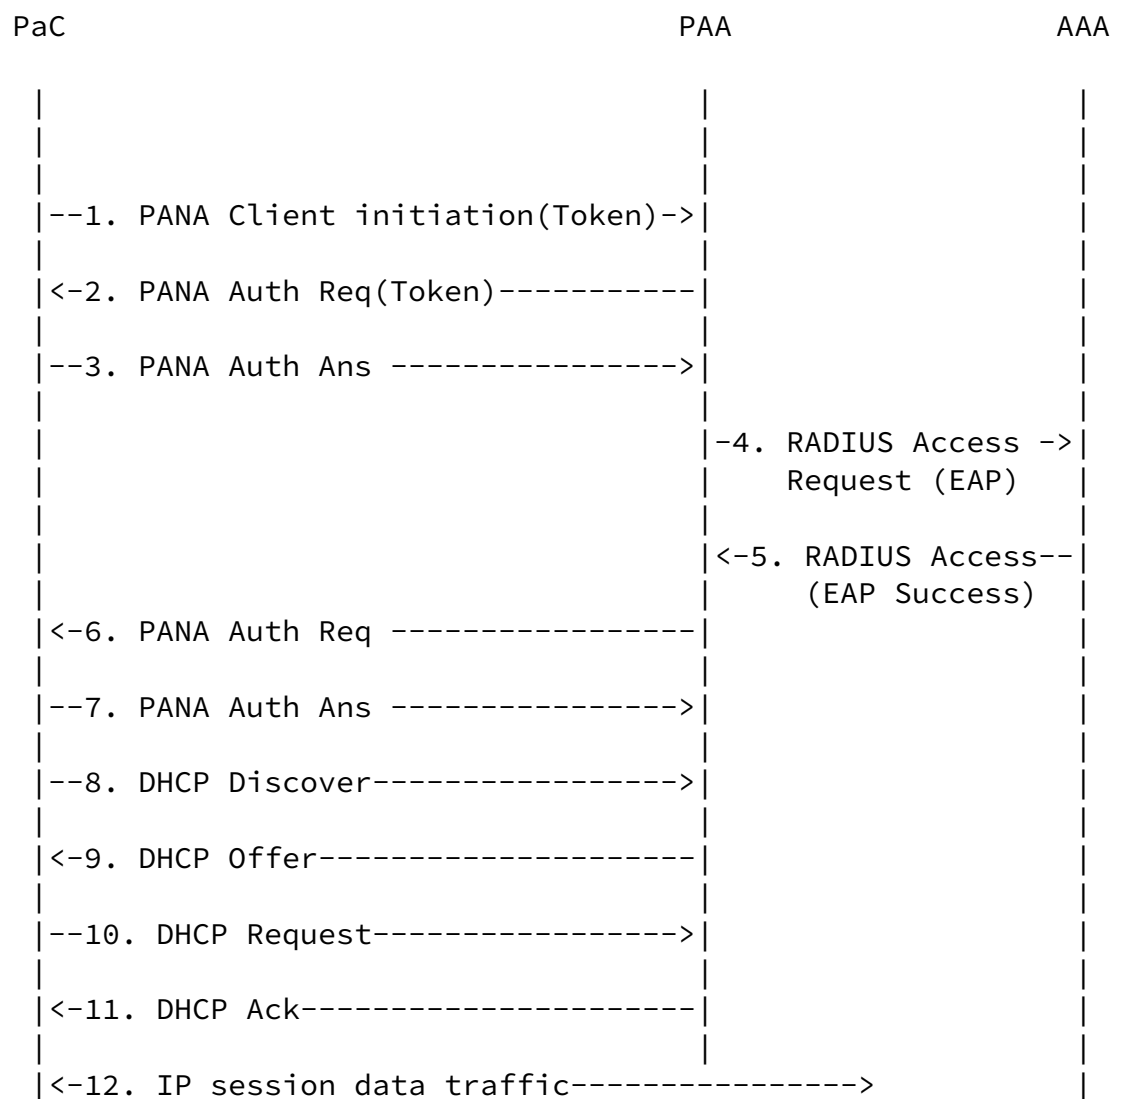 PaC PAA AAA
|--1. PANA Client initiation(Token)->|
|<-2. PANA Auth Req(Token)-----------|
|--3. PANA Auth Ans ---------------->|
|-4. RADIUS Access ->|
Request (EAP)
|<-5. RADIUS Access--|
(EAP Success)
|<-6. PANA Auth Req -----------------|
|--7. PANA Auth Ans ---------------->|
|--8. DHCP Discover----------------->|
|<-9. DHCP Offer---------------------|
|--10. DHCP Request----------------->|
|<-11. DHCP Ack----------------------|
|<-12. IP session data traffic---------------->